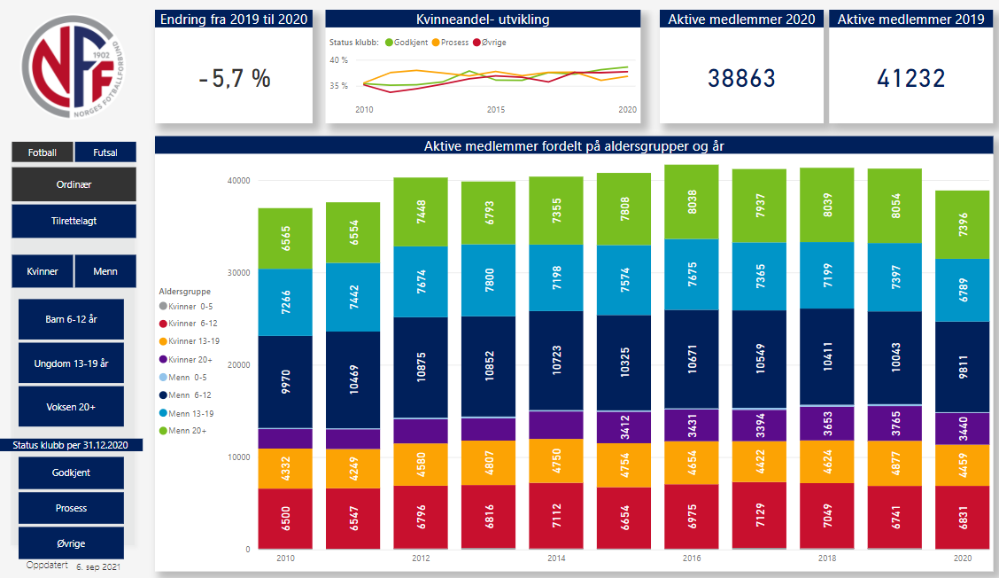 1902
NFF
NORGES FOTBALLFORBUND
Endring fra 2019 til 2020
-5,7 %
Kvinneandel- utvikling
Status klubb: Godkjent Prosess Øvrige
40 %
35 %
2010 2015 2020
Aktive medlemmer 2020
38863
Aktive medlemmer 2019
41232
Fotball Futsal
Ordinær
Tilrettelagt
Kvinner Menn
Barn 6-12 år
Ungdom 13-19 år
Voksen 20+
Status klubb per 31.12.2020
Godkjent
Prosess
Øvrige
Oppdatert 6. sep 2021
Aktive medlemmer fordelt på aldersgrupper og år
Aldersgruppe
Kvinner 0-5
Kvinner 6-12
Kvinner 13-19
Kvinner 20+
Menn 0-5
Menn 6-12
Menn 13-19
Menn 20+
40000
30000
20000
10000
0
6565 6554 7448 6793 7355 7808 8038 7937 8039 8054 7396
7266 7442 7674 7800 7198 7574 7675 7365 7199 7397 6789
9970 10469 10875 10852 10723 10325 10671 10549 10411 10043 9811
3412 3431 3394 3653 3765 3440
4332 4249 4580 4807 4750 4754 4654 4422 4624 4877 4459
6500 6547 6796 6816 7112 6654 6975 7129 7049 6741 6831
2010 2012 2014 2016 2018 2020